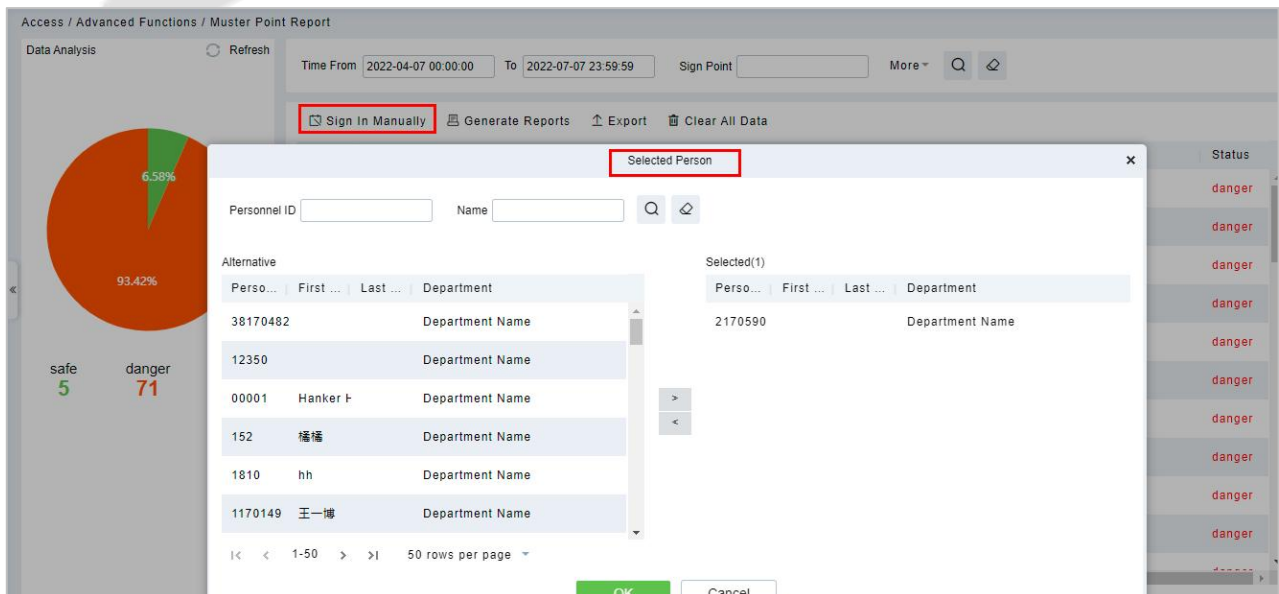 Access / Advanced Functions / Muster Point Report
Data Analysis Refresh
Time From 2022-04-07 00:00:00 To 2022-07-07 23:59:59 Sign Point More
Sign In Manually Generate Reports Export Clear All Data
Selected Person
Status
danger
danger
danger
danger
danger
danger
danger
danger
danger
danger
6.58%
93.42%
safe danger
5 71
Personnel ID Name
Alternative
Perso... First ... Last ... Department
38170482 Department Name
12350 Department Name
00001 Hanker Department Name
152 橘橘 Department Name
1810 hh Department Name
1170149 王一博 Department Name
1-50 50 rows per page
Selected(1)
Perso... First ... Last ... Department
2170590 Department Name
OK Cancel